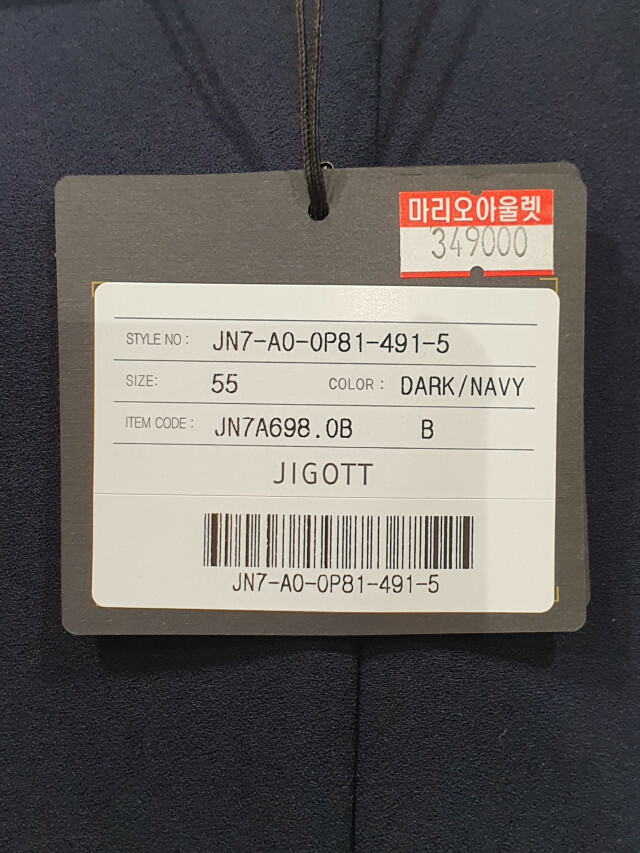 마리오아울렛
349000
STYLE NO : JN7-A0-0P81-491-5
SIZE: 55 COLOR : DARK/NAVY
ITEM CODE : JN7A698.0B B
JIGOTT
JN7-A0-0P81-491-5